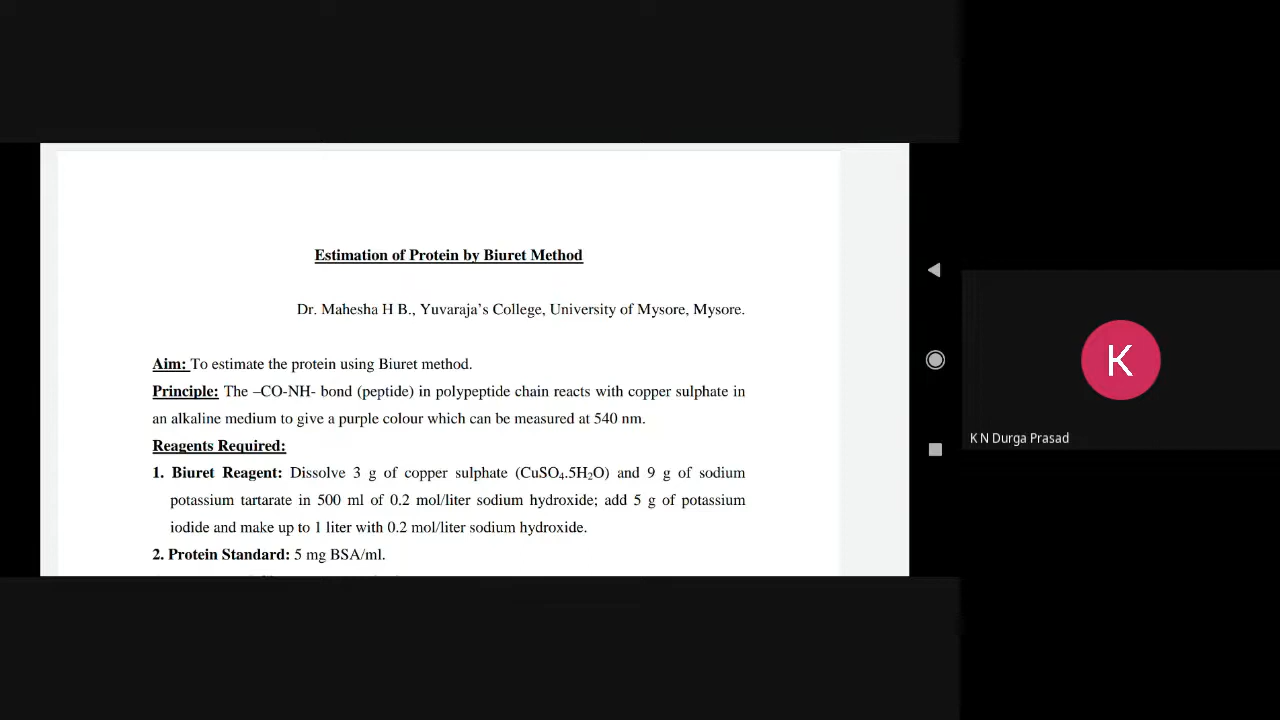 Estimation of Protein by Biuret Method
Dr. Mahesha H B., Yuvaraja's College, University of Mysore, Mysore.
Aim: To estimate the protein using Biuret method.
Principle: The –CO-NH- bond (peptide) in polypeptide chain reacts with copper sulphate in
an alkaline medium to give a purple colour which can be measured at 540 nm.
Reagents Required:
1. Biuret Reagent: Dissolve 3 g of copper sulphate (CuSO₄.5H₂O) and 9 g of sodium
potassium tartarate in 500 ml of 0.2 mol/liter sodium hydroxide; add 5 g of potassium
iodide and make up to 1 liter with 0.2 mol/liter sodium hydroxide.
2. Protein Standard: 5 mg BSA/ml.
K
K N Durga Prasad